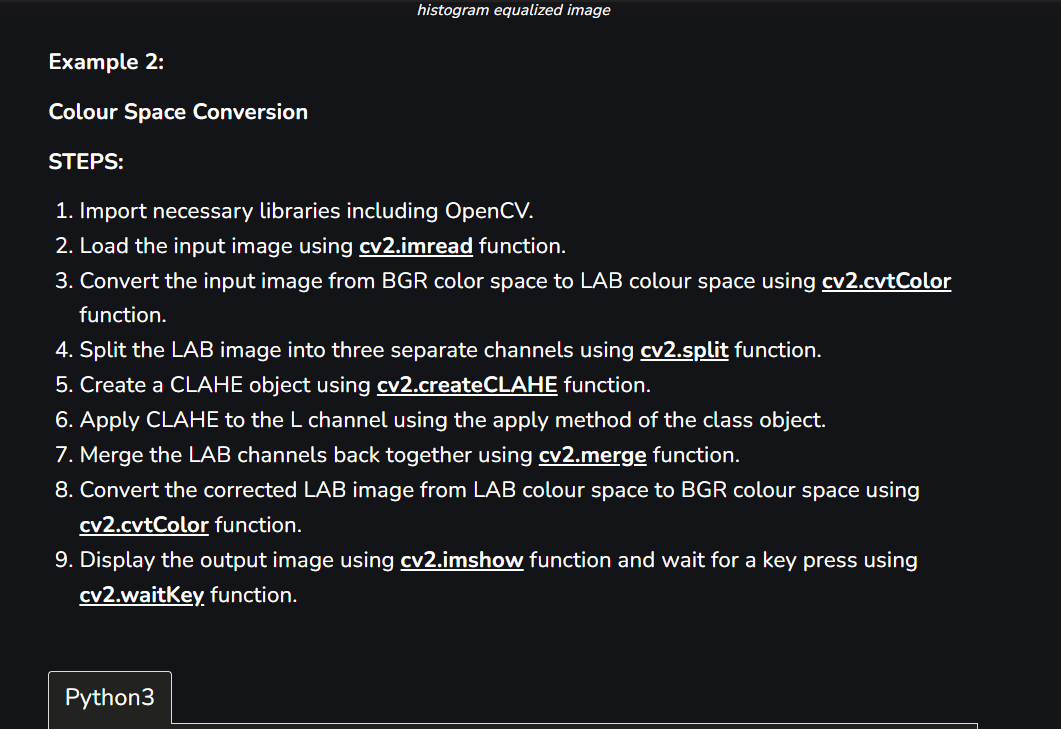 histogram equalized image
Example 2:
Colour Space Conversion
STEPS:
1. Import necessary libraries including OpenCV.
2. Load the input image using cv2.imread function.
3. Convert the input image from BGR color space to LAB colour space using cv2.cvtColor
function.
4. Split the LAB image into three separate channels using cv2.split function.
5. Create a CLAHE object using cv2.createCLAHE function.
6. Apply CLAHE to the L channel using the apply method of the class object.
7. Merge the LAB channels back together using cv2.merge function.
8. Convert the corrected LAB image from LAB colour space to BGR colour space using
cv2.cvtColor function.
9. Display the output image using cv2.imshow function and wait for a key press using
cv2.waitKey function.
Python3